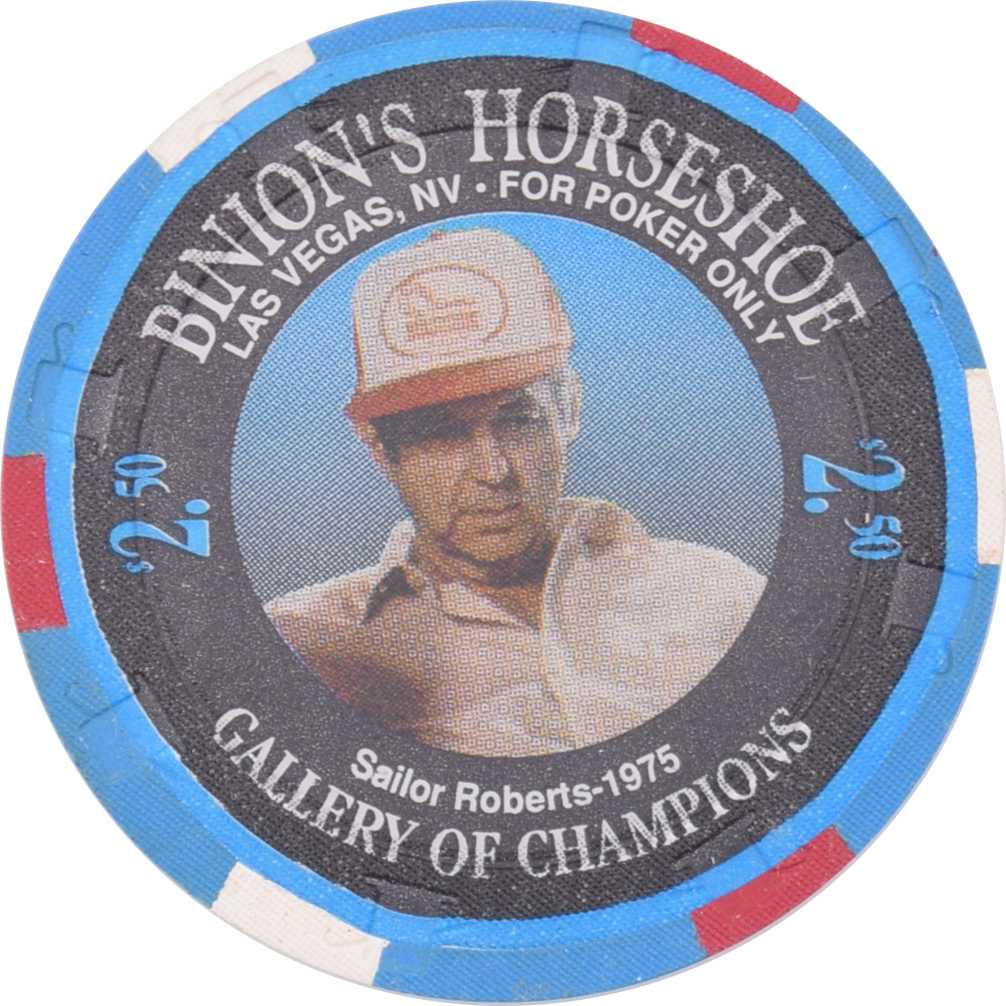 BINION'S HORSESHOE
LAS VEGAS, NV · FOR POKER ONLY
$2.50
$2.50
Sailor Roberts-1975
GALLERY OF CHAMPIONS